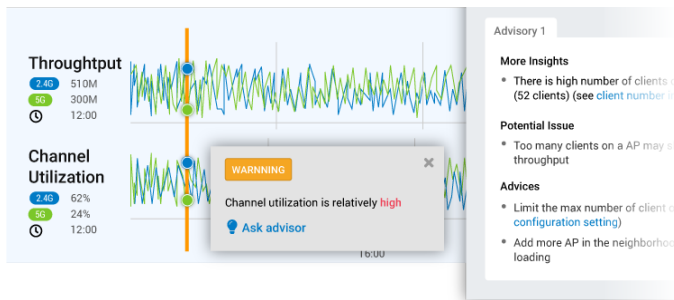 Throughtput
2.4G 510M
5G 300M
12:00
Channel
Utilization
2.4G 62%
5G 24%
12:00
WARNNING
Channel utilization is relatively high
Ask advisor
16:00
Advisory 1
More Insights
There is high number of clients
(52 clients) (see client number
Potential Issue
Too many clients on a AP may
throughput
Advices
Limit the max number of client
configuration setting)
Add more AP in the
loading